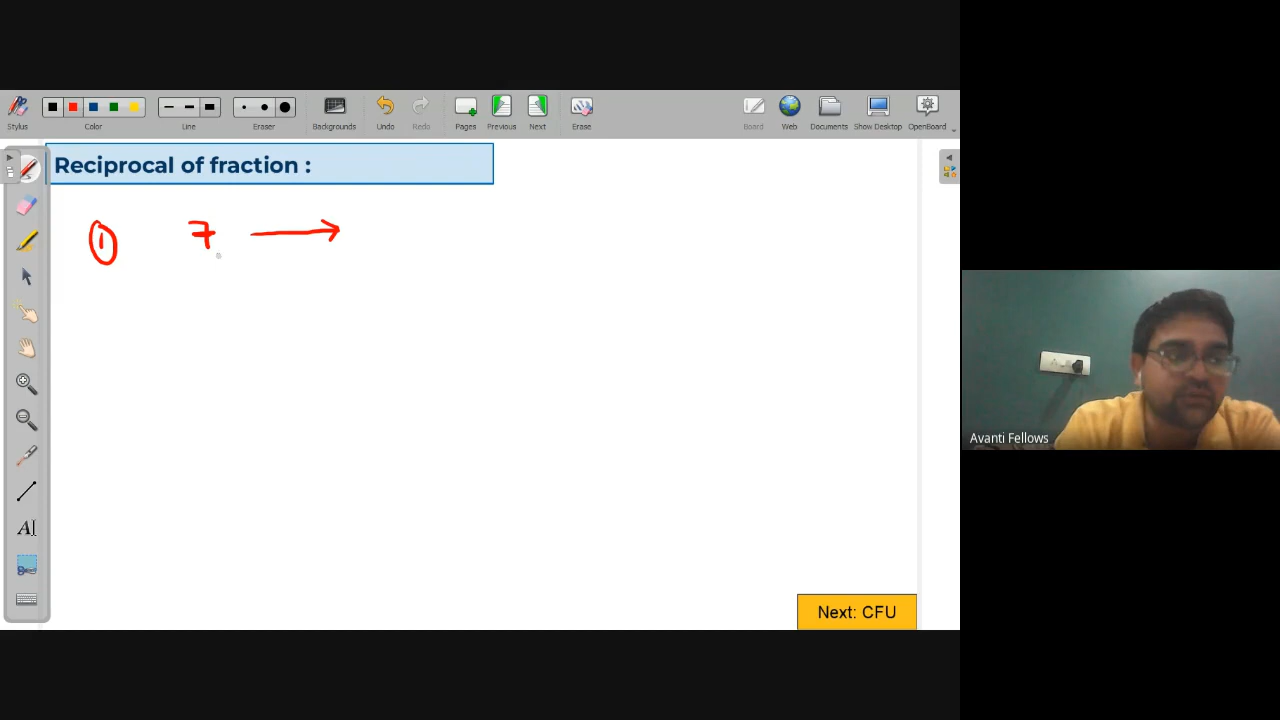 Stylus Color Line Eraser Backgrounds Undo Redo Pages Previous Next Erase Board Web Documents Show Desktop OpenBoard
Reciprocal of fraction :
① 7 →
AI
Avanti Fellows
Next: CFU